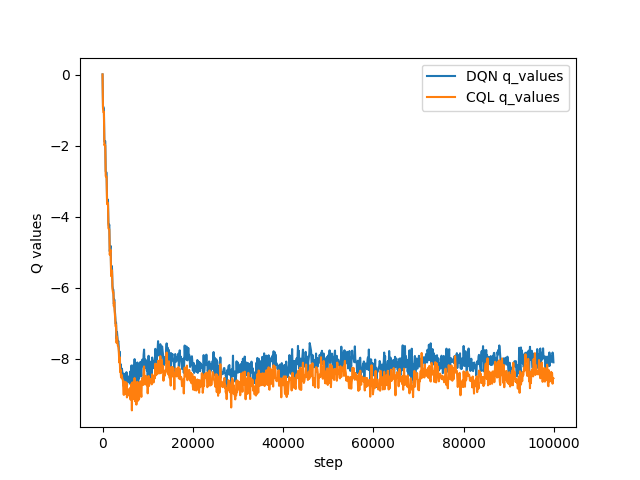 DQN q_values
CQL q_values
0
−2
−4
−6
−8
Q values
0
20000
40000
60000
80000
100000
step